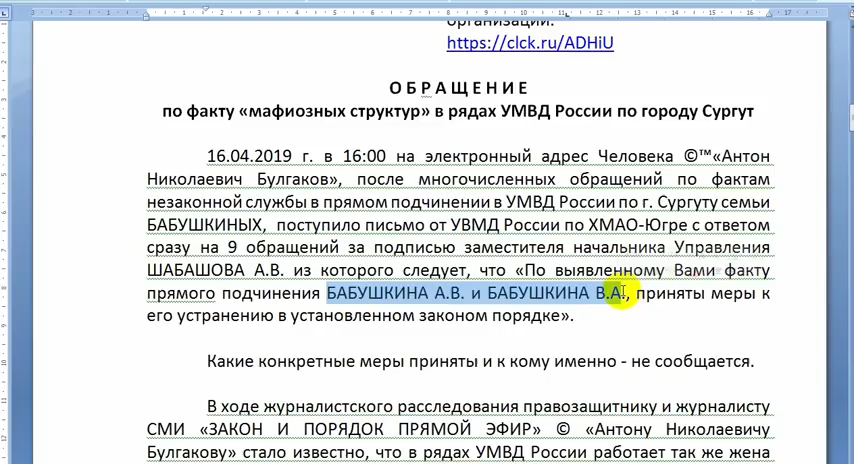 организации.
https://clck.ru/ADHiU
О Б Р А Щ Е Н И Е
по факту «мафиозных структур» в рядах УМВД России по городу Сургут
16.04.2019 г. в 16:00 на электронный адрес Человека ©™«Антон
Николаевич Булгаков», после многочисленных обращений по фактам
незаконной службы в прямом подчинении в УМВД России по г. Сургуту семьи
БАБУШКИНЫХ, поступило письмо от УВМД России по ХМАО-Югре с ответом
сразу на 9 обращений за подписью заместителя начальника Управления
ШАБАШОВА А.В. из которого следует, что «По выявленному Вами факту
прямого подчинения БАБУШКИНА А.В. и БАБУШКИНА В.А., приняты меры к
его устранению в установленном законом порядке».
Какие конкретные меры приняты и к кому именно - не сообщается.
В ходе журналистского расследования правозащитнику и журналисту
СМИ «ЗАКОН И ПОРЯДОК ПРЯМОЙ ЭФИР» © «Антону Николаевичу
Булгакову» стало известно, что в рядах УМВД России работает так же жена